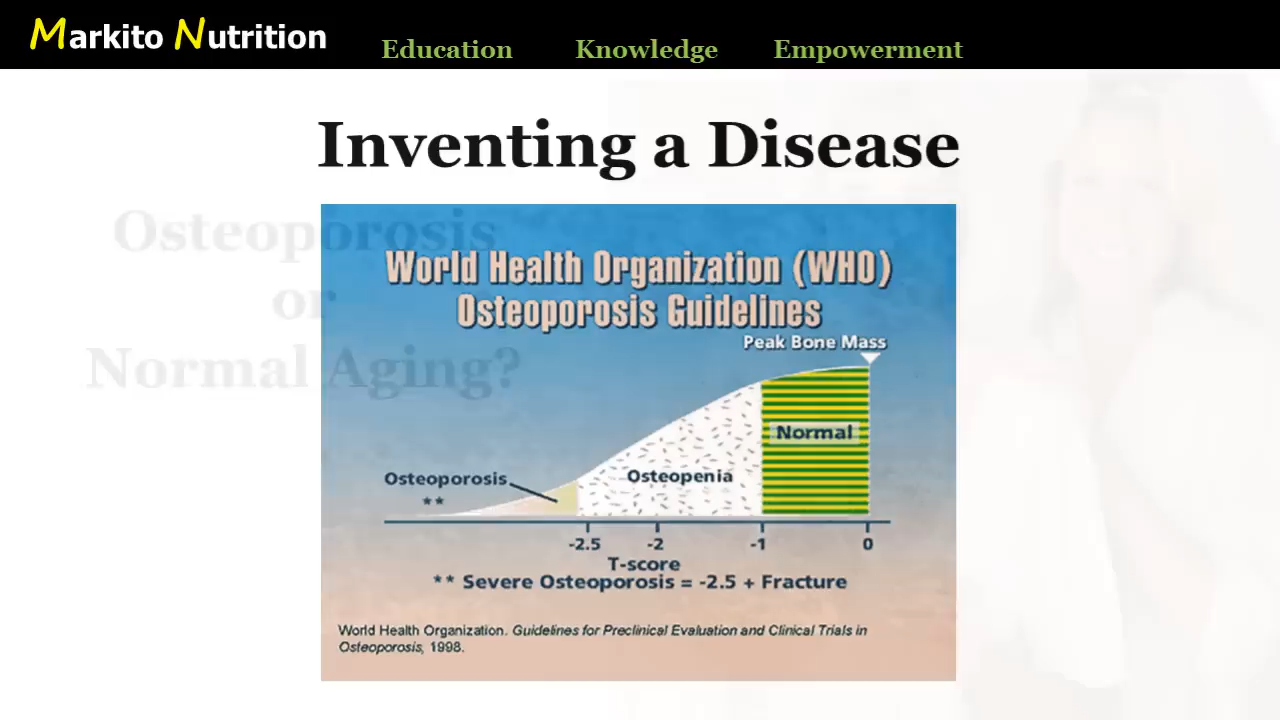 Markito Nutrition
Education Knowledge Empowerment
Inventing a Disease
Osteoporosis
or
Normal Aging?
World Health Organization (WHO)
Osteoporosis Guidelines
Peak Bone Mass
Normal
Osteopenia
Osteoporosis
**
-2.5 -2 -1 0
T-score
** Severe Osteoporosis = -2.5 + Fracture
World Health Organization. Guidelines for Preclinical Evaluation and Clinical Trials in
Osteoporosis, 1998.